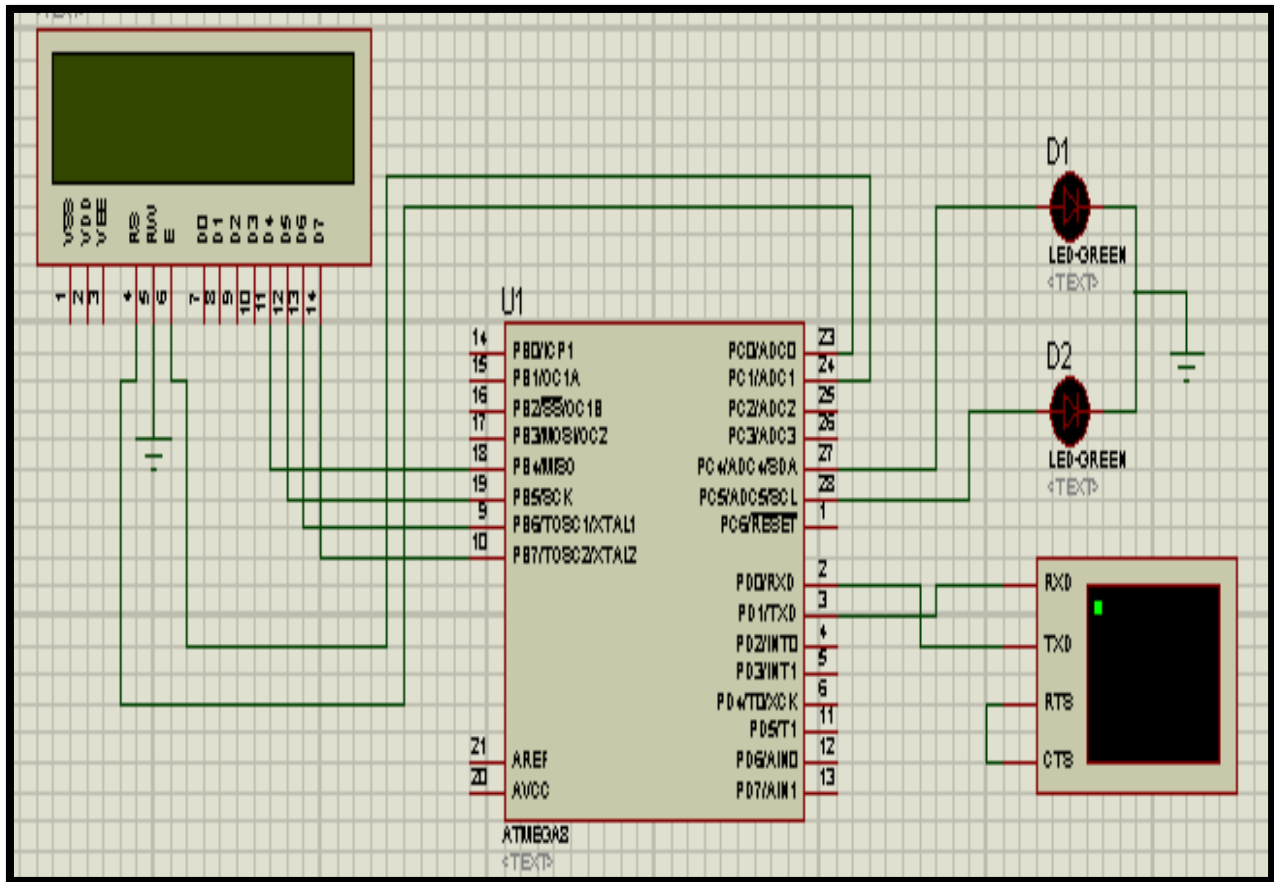 <TEXT>
VSS
VDD
VEE
RS
RW
E
D0
D1
D2
D3
D4
D5
D6
D7
1
2
3
4
5
6
7
8
9
10
11
12
13
14
D1
LED-GREEN
<TEXT>
D2
LED-GREEN
<TEXT>
U1
14 PB0/ICP1
15 PB1/OC1A
16 PB2/SS/OC1B
17 PB3/MOSI/OC2
18 PB4/MISO
19 PB5/SCK
9 PB6/TOSC1/XTAL1
10 PB7/TOSC2/XTAL2
21 AREF
20 AVCC
PC0/ADC0 23
PC1/ADC1 24
PC2/ADC2 25
PC3/ADC3 26
PC4/ADC4/SDA 27
PC5/ADC5/SCL 28
PC6/RESET 1
PD0/RXD 2
PD1/TXD 3
PD2/INT0 4
PD3/INT1 5
PD4/T0/XCK 6
PD5/T1 11
PD6/AIN0 12
PD7/AIN1 13
ATMEGA8
<TEXT>
RXD
TXD
RTS
CTS